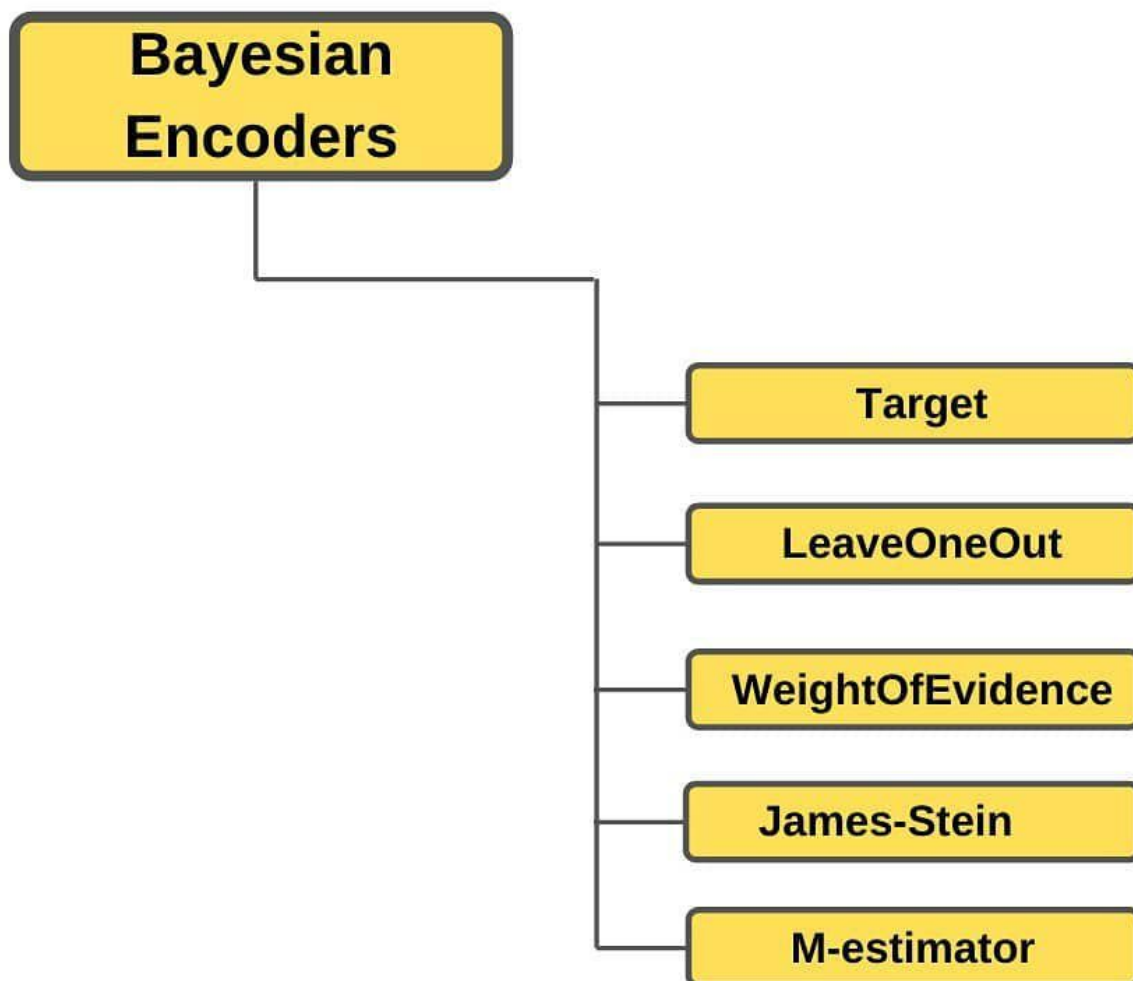 Bayesian
Encoders
Target
LeaveOneOut
WeightOfEvidence
James-Stein
M-estimator